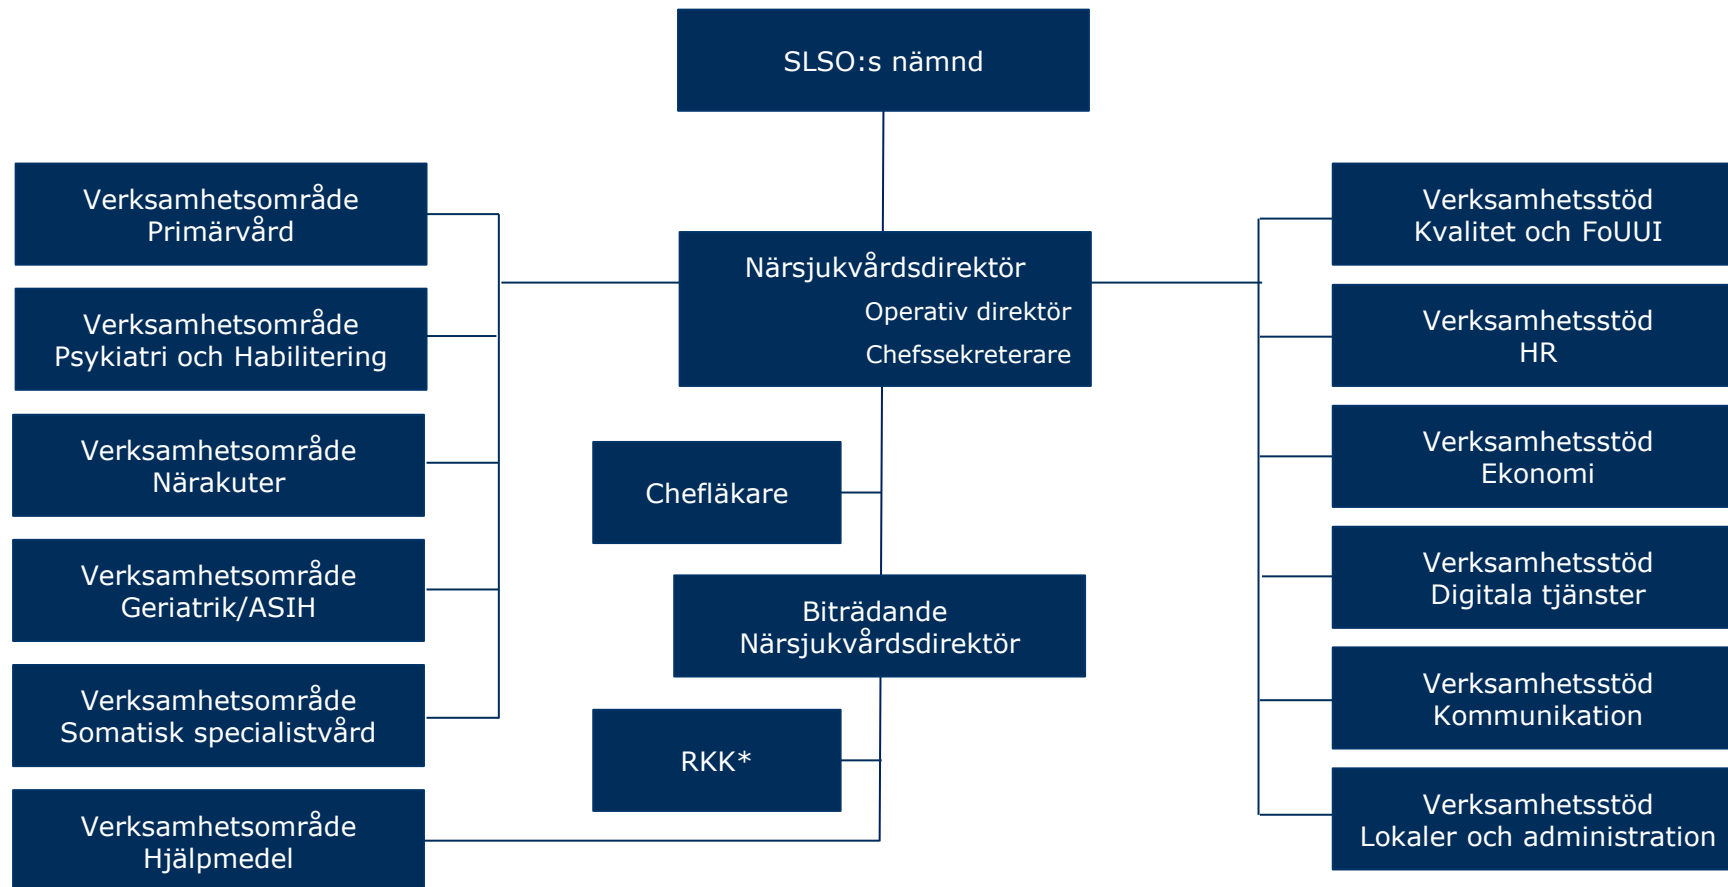 SLSO:s nämnd
Verksamhetsområde
Primärvård
Verksamhetsområde
Psykiatri och Habilitering
Verksamhetsområde
Närakuter
Verksamhetsområde
Geriatrik/ASIH
Verksamhetsområde
Somatisk specialistvård
Verksamhetsområde
Hjälpmedel
Närsjukvårdsdirektör
Operativ direktör
Chefssekreterare
Chefläkare
Biträdande
Närsjukvårdsdirektör
RKK*
Verksamhetsstöd
Kvalitet och FoUUI
Verksamhetsstöd
HR
Verksamhetsstöd
Ekonomi
Verksamhetsstöd
Digitala tjänster
Verksamhetsstöd
Kommunikation
Verksamhetsstöd
Lokaler och administration